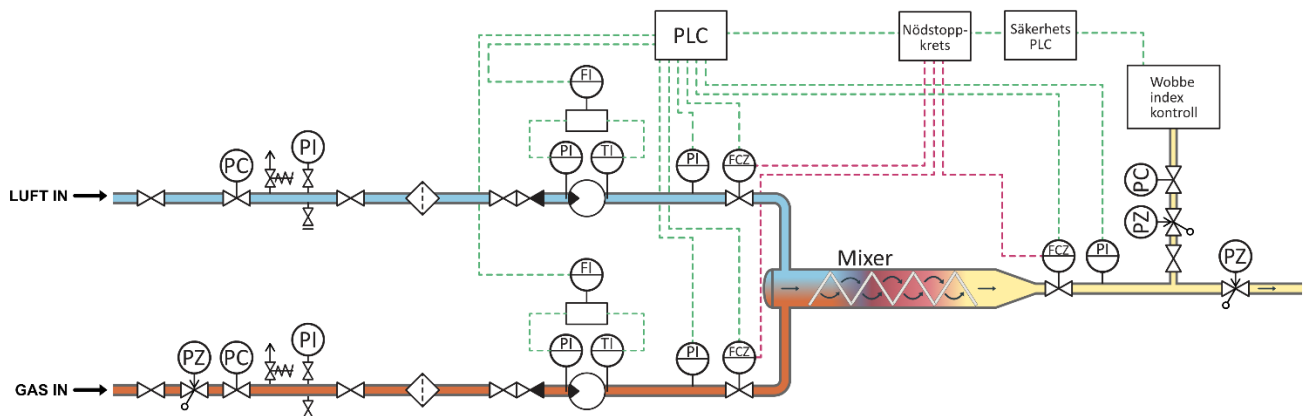 PLC
Nödstopp-
krets
Säkerhets
PLC
FI
Wobbe
index
kontroll
PI
PC
PI
TI
PI
FCZ
PC
LUFT IN
PZ
Mixer
FCZ
PI
PZ
FI
PI
PZ
PC
PI
TI
PI
FCZ
GAS IN